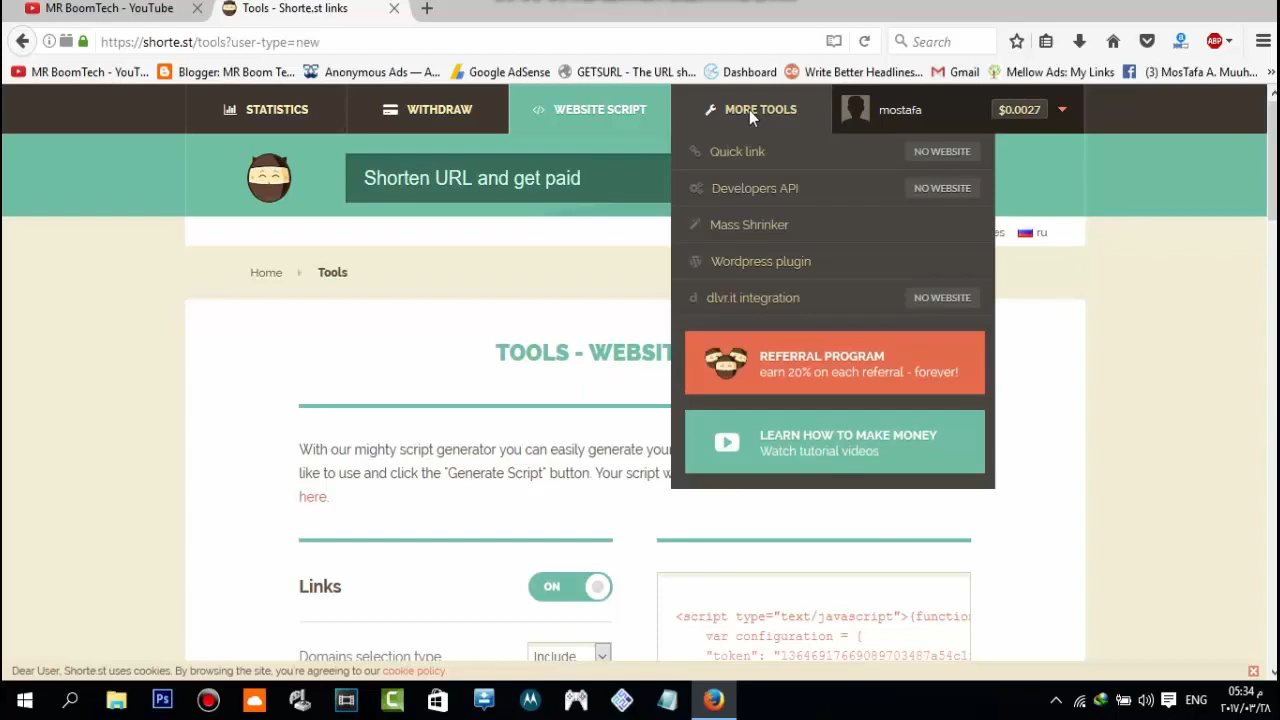 MR BoomTech - YouTube
Tools - Shorte.st links
https://shorte.st/tools?user-type=new
Search
MR BoomTech - YouT...
Blogger: MR Boom Te...
Anonymous Ads — A...
Google AdSense
GETSURL - The URL sh...
Dashboard
Write Better Headlines...
Gmail
Mellow Ads: My Links
(3) MosTafa A. Muuh...
STATISTICS
WITHDRAW
WEBSITE SCRIPT
MORE TOOLS
mostafa
$0.0027
Shorten URL and get paid
Quick link
NO WEBSITE
Developers API
NO WEBSITE
Mass Shrinker
Wordpress plugin
dlvr.it integration
NO WEBSITE
REFERRAL PROGRAM
earn 20% on each referral - forever!
LEARN HOW TO MAKE MONEY
Watch tutorial videos
ru
Home
Tools
TOOLS - WEBSIT
With our mighty script generator you can easily generate your
like to use and click the "Generate Script" button. Your script w
here.
Links
ON
Domains selection type
Include
<script type="text/javascript">(function
var configuration = {
"token":
Dear User, Shorte.st uses cookies. By browsing the site, you're agreeing to our cookie policy.
ENG
05:34 م
٢٠١٧/٠٣/٢٨